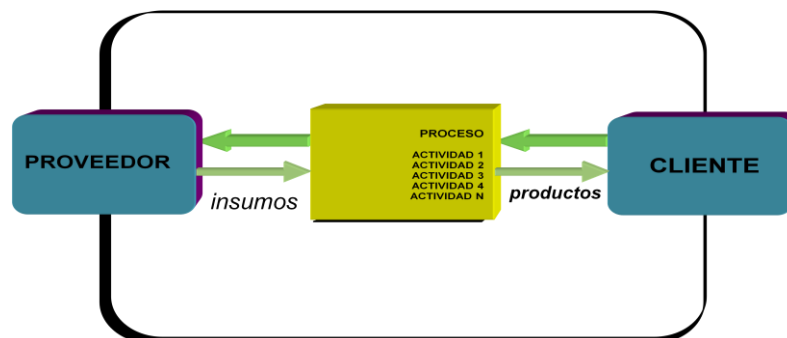 PROVEEDOR
insumos
PROCESO
ACTIVIDAD 1
ACTIVIDAD 2
ACTIVIDAD 3
ACTIVIDAD 4
ACTIVIDAD N
productos
CLIENTE